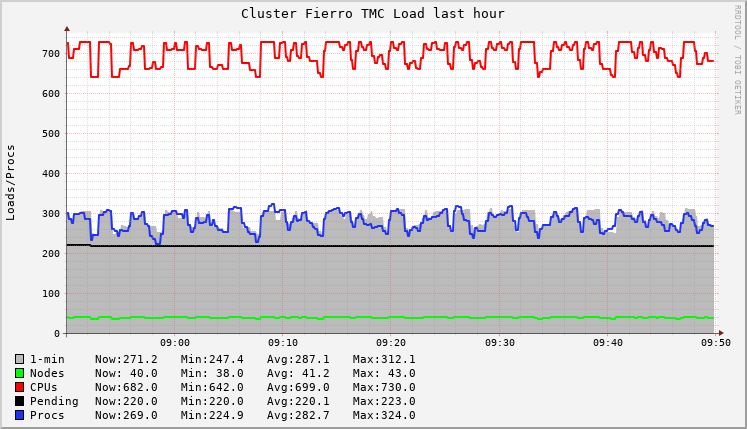 Cluster Fierro TMC Load last hour
RRDTOOL / TOBI OETIKER
Loads/Procs
700
600
500
400
300
200
100
0
09:00 09:10 09:20 09:30 09:40 09:50
1-min Now:271.2 Min:247.4 Avg:287.1 Max:312.1
Nodes Now: 40.0 Min: 38.0 Avg: 41.2 Max: 43.0
CPUs Now:682.0 Min:642.0 Avg:699.0 Max:730.0
Pending Now:220.0 Min:220.0 Avg:220.1 Max:223.0
Procs Now:269.0 Min:224.9 Avg:282.7 Max:324.0